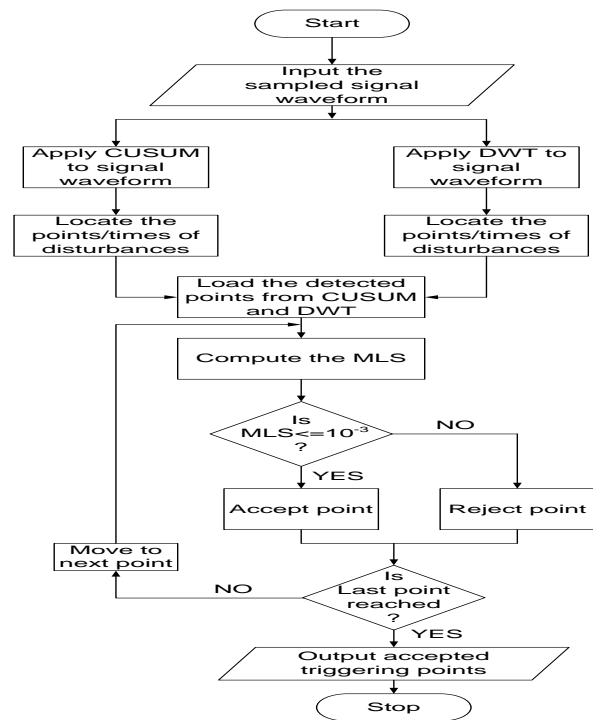 Start
Input the
sampled signal
waveform
Apply CUSUM
to signal
waveform
Apply DWT to
signal
waveform
Locate the
points/times of
disturbances
Locate the
points/times of
disturbances
Load the detected
points from CUSUM
and DWT
Compute the MLS
Is
MLS<=10⁻³
?
NO
YES
Accept point
Reject point
Move to
next point
Is
Last point
reached
?
NO
YES
Output accepted
triggering points
Stop